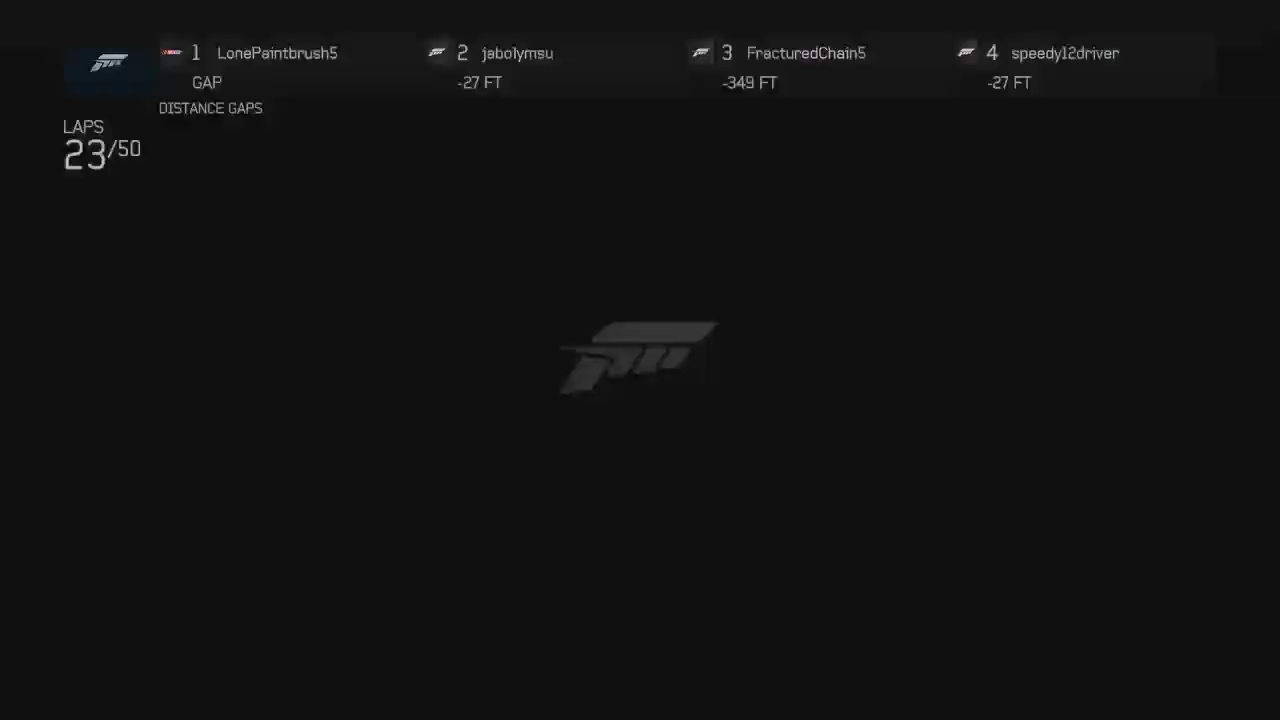 1 LonePaintbrush5 2 jabolymsu 3 FracturedChain5 4 speedy12driver
GAP -27 FT -349 FT -27 FT
DISTANCE GAPS
LAPS
23/50